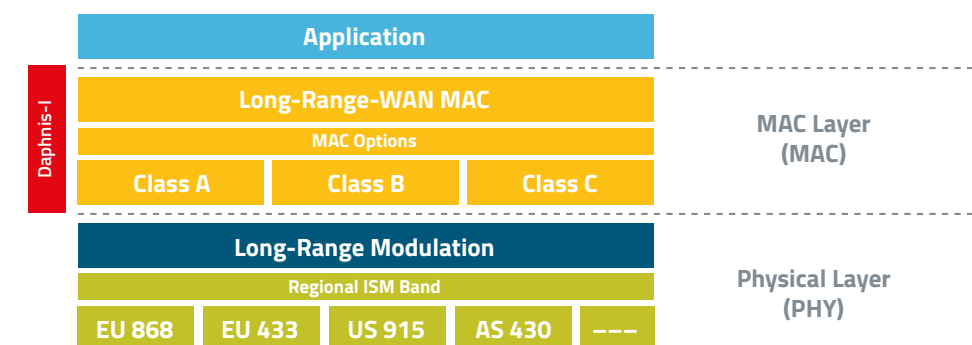 Application
Daphnis-I
Long-Range-WAN MAC
MAC Options
Class A Class B Class C
MAC Layer
(MAC)
Long-Range Modulation
Regional ISM Band
EU 868 EU 433 US 915 AS 430 –––
Physical Layer
(PHY)